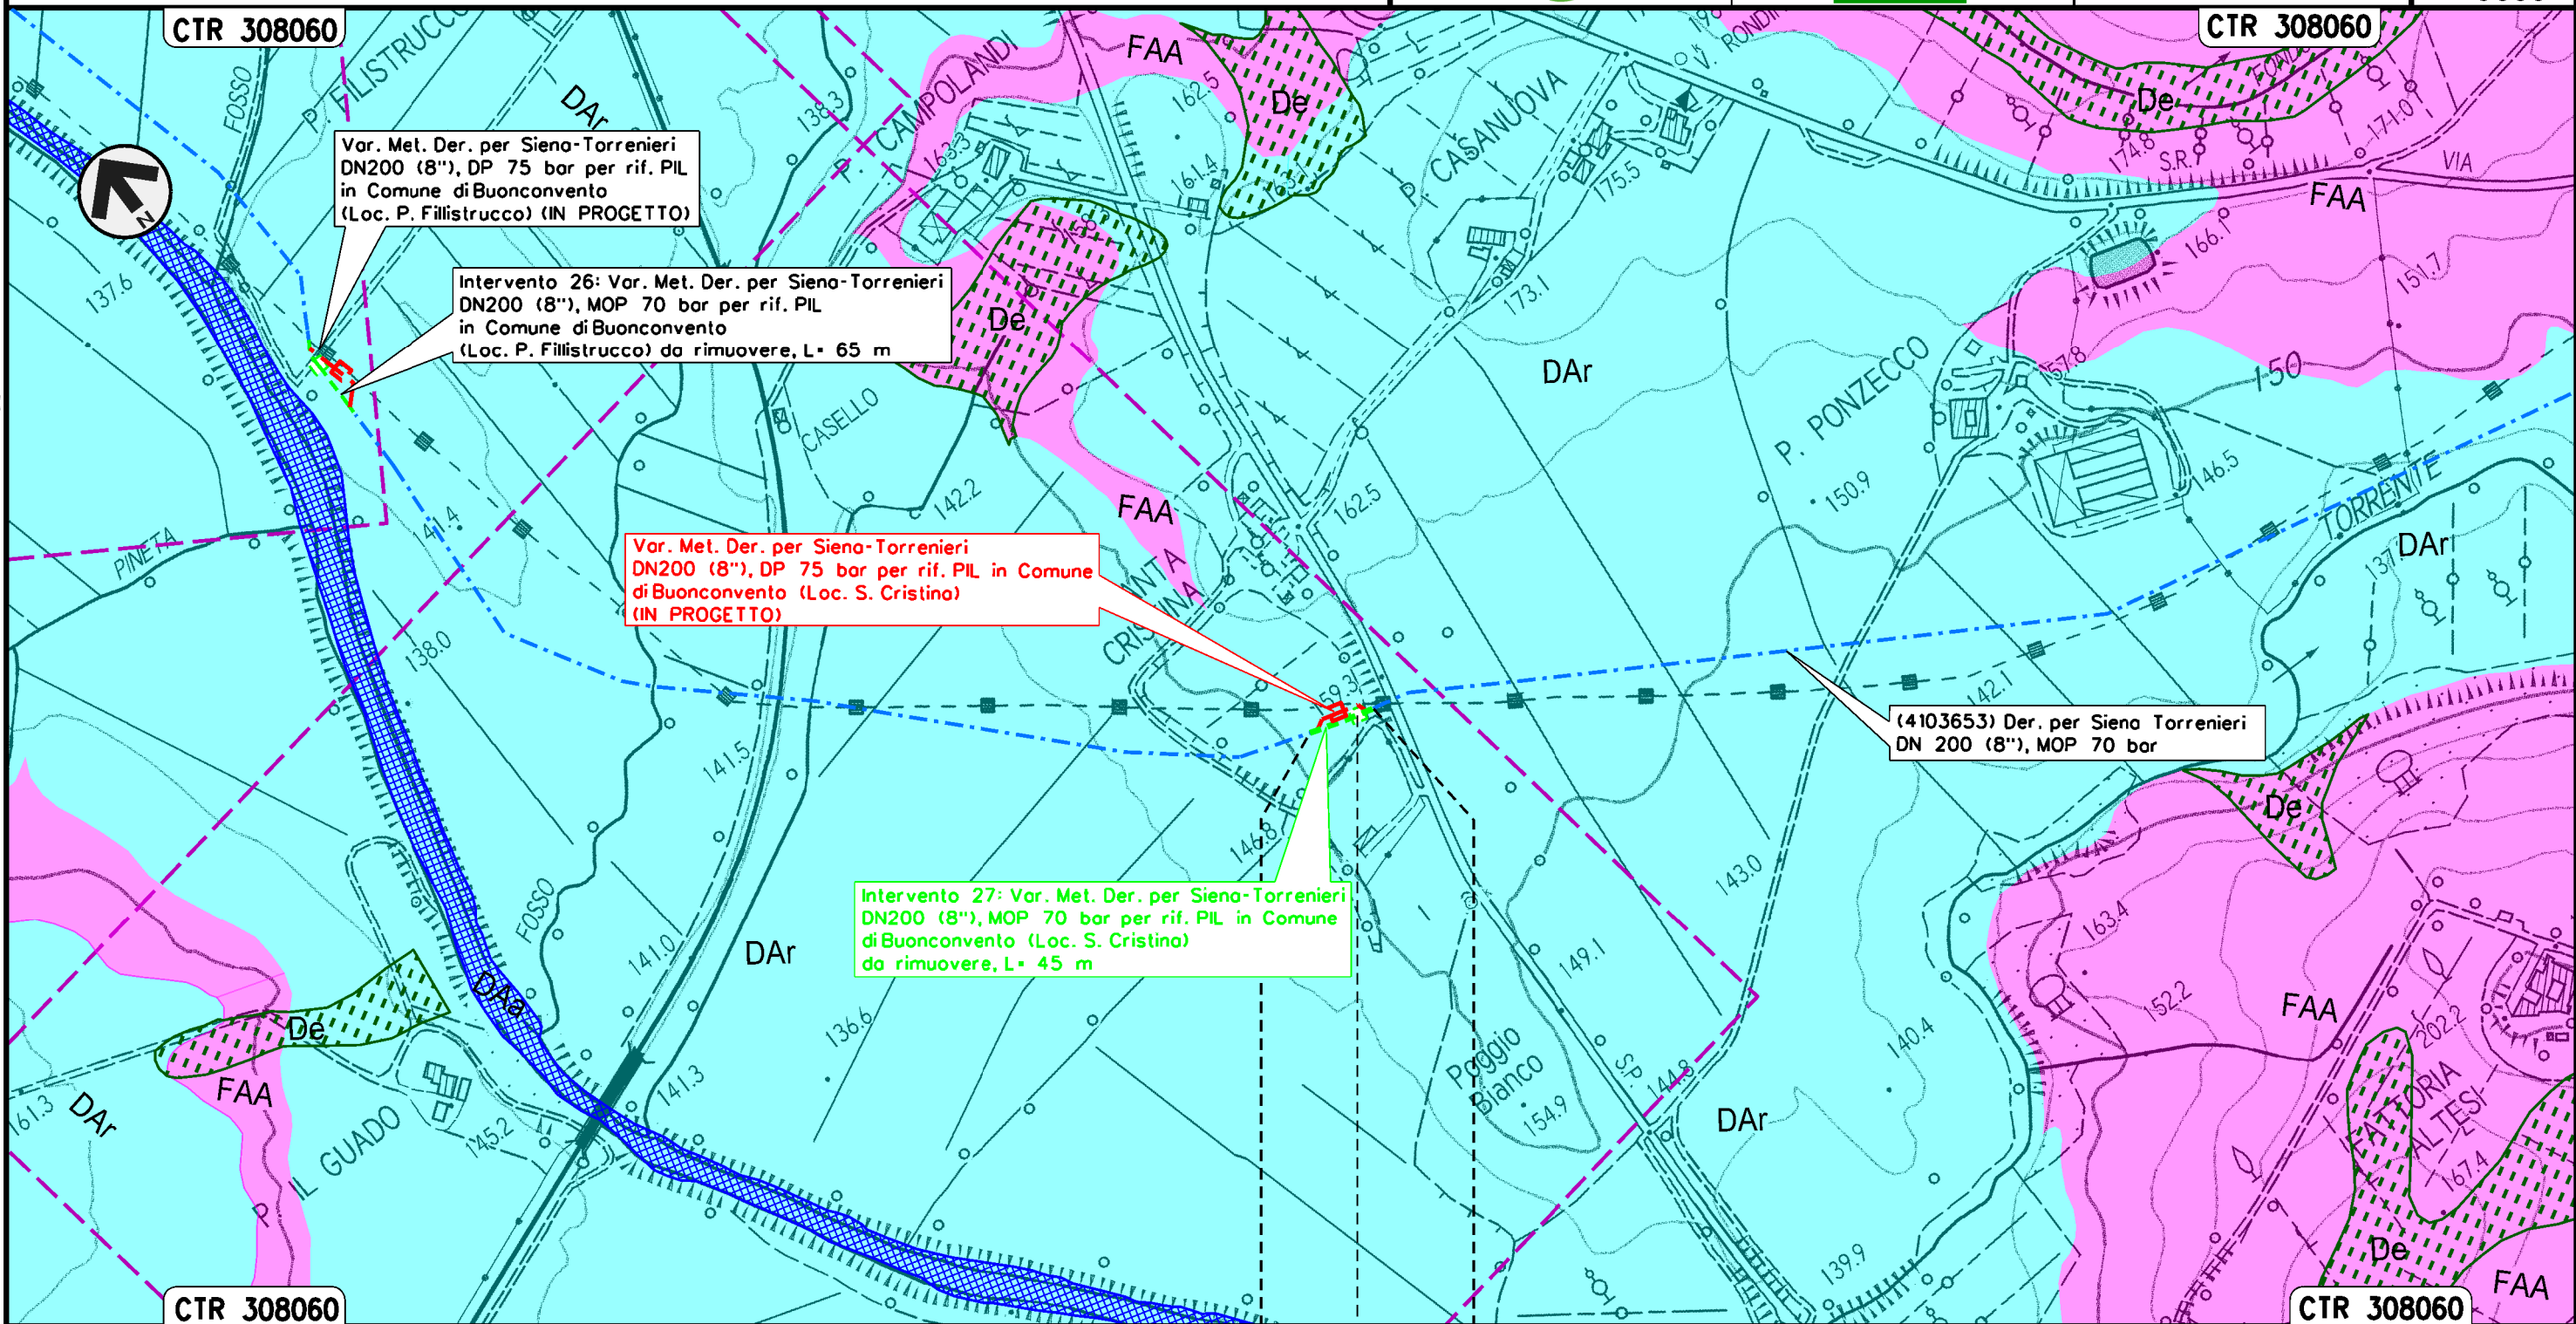 CTR 308060
CTR 308060
FOSSO
P. FILISTRUCCO
DAr
138.3
P. CAMPOLANDI
FAA
162.5
De
P. CASANUOVA
V. RONDIN
De
174.8
S.R.
171.0
VIA
FAA
Var. Met. Der. per Siena-Torrenieri
DN200 (8"), DP 75 bar per rif. PIL
in Comune di Buonconvento
(Loc. P. Fillistrucco) (IN PROGETTO)
N
163.3
161.4
175.5
166.1
151.7
137.6
Intervento 26: Var. Met. Der. per Siena-Torrenieri
DN200 (8"), MOP 70 bar per rif. PIL
in Comune di Buonconvento
(Loc. P. Fillistrucco) da rimuovere, L= 65 m
De
173.1
DAr
P. PONZECCO
57.8
150
CASELLO
142.2
FAA
162.5
150.9
146.5
TORRENTE
DAr
137.
PINETA
41.4
Var. Met. Der. per Siena-Torrenieri
DN200 (8"), DP 75 bar per rif. PIL in Comune
di Buonconvento (Loc. S. Cristina)
(IN PROGETTO)
NTA
CRISTINA
138.0
59.3
142.1
(4103653) Der. per Siena Torrenieri
DN 200 (8"), MOP 70 bar
141.5
146.8
De
143.0
Intervento 27: Var. Met. Der. per Siena-Torrenieri
DN200 (8"), MOP 70 bar per rif. PIL in Comune
di Buonconvento (Loc. S. Cristina)
da rimuovere, L= 45 m
FOSSO
141.0
DAr
149.1
163.4
DAa
De
136.6
152.2
FAA
202.2
140.4
Poggio
Bianco
154.9
S.P.
144.8
FAA
141.3
DAr
161.3
DAr
P. IL GUADO
145.2
FATTORIA
ALTESI
167.4
139.9
De
FAA
CTR 308060
CTR 308060